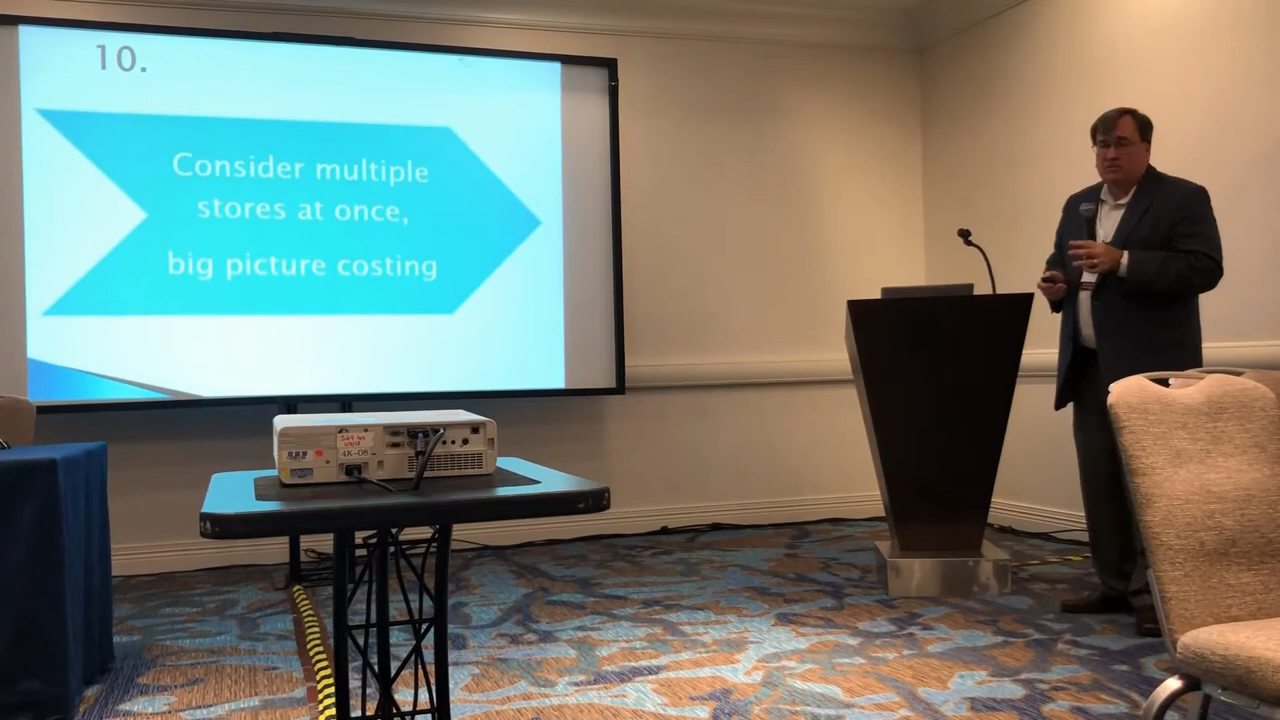 10.
Consider multiple
stores at once,
big picture costing
4K-08